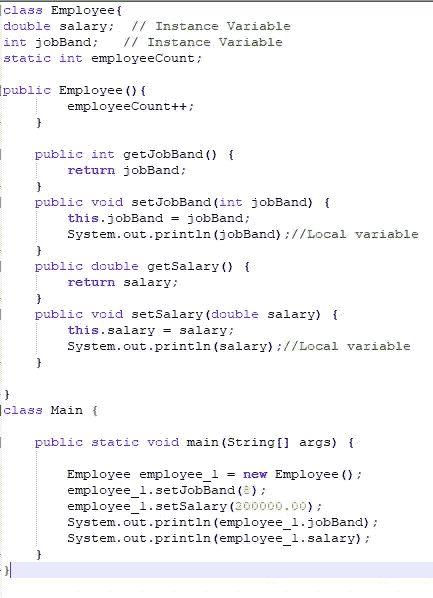 class Employee{
double salary;  // Instance Variable
int jobBand;   // Instance Variable
static int employeeCount;
public Employee(){
employeeCount++;
}
public int getJobBand() {
return jobBand;
}
public void setJobBand(int jobBand) {
this.jobBand = jobBand;
System.out.println(jobBand);//Local variable
}
public double getSalary() {
return salary;
}
public void setSalary(double salary) {
this.salary = salary;
System.out.println(salary);//Local variable
}
}
class Main {
public static void main(String[] args) {
Employee employee_1 = new Employee();
employee_1.setJobBand(8);
employee_1.setSalary(200000.00);
System.out.println(employee_1.jobBand);
System.out.println(employee_1.salary);
}
}